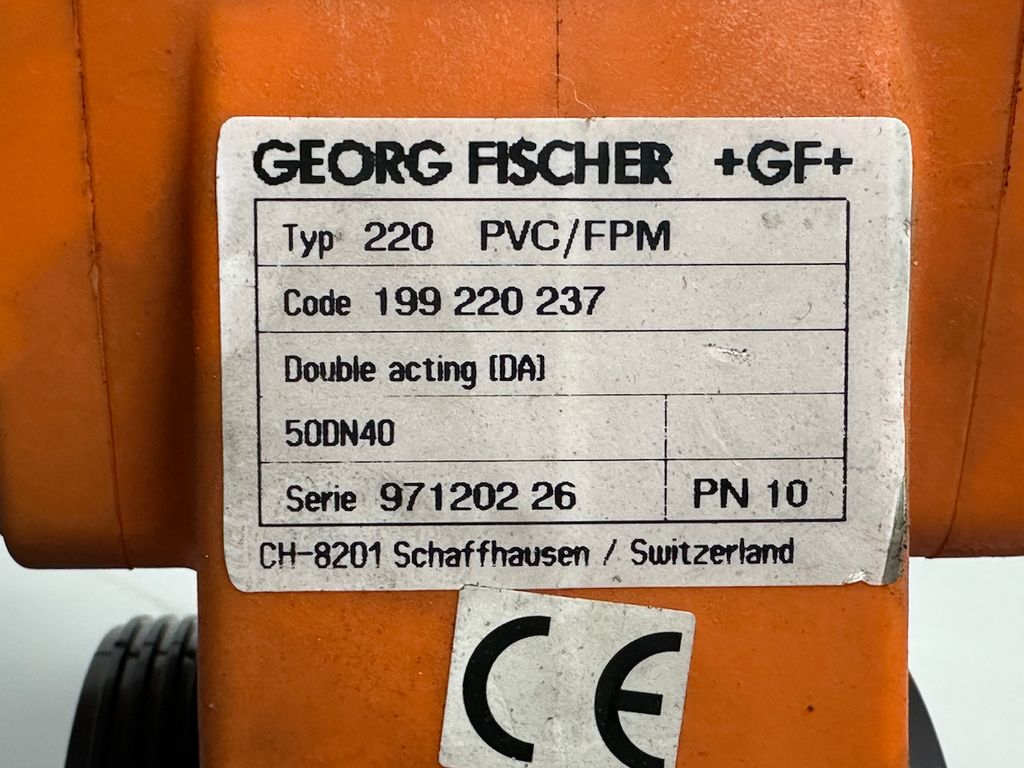 GEORG FISCHER +GF+
Typ 220 PVC/FPM
Code 199 220 237
Double acting (DA)
50DN40
Serie 971202 26 PN 10
CH-8201 Schaffhausen / Switzerland
CE